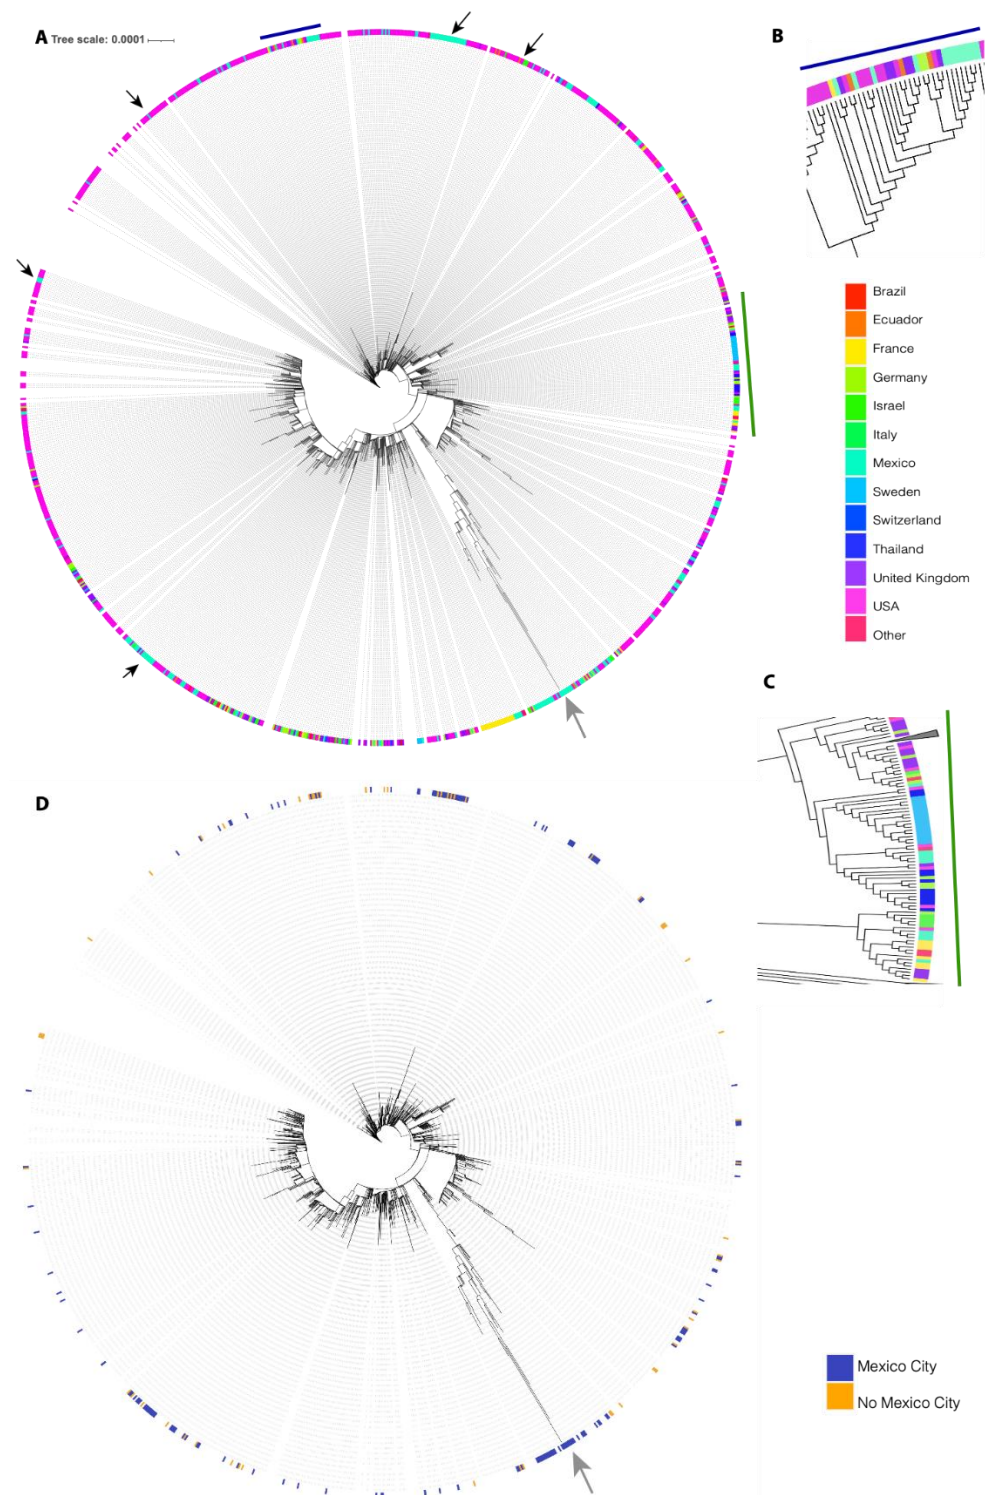 A Tree scale: 0.0001
B
Brazil
Ecuador
France
Germany
Israel
Italy
Mexico
Sweden
Switzerland
Thailand
United Kingdom
USA
Other
C
D
Mexico City
No Mexico City